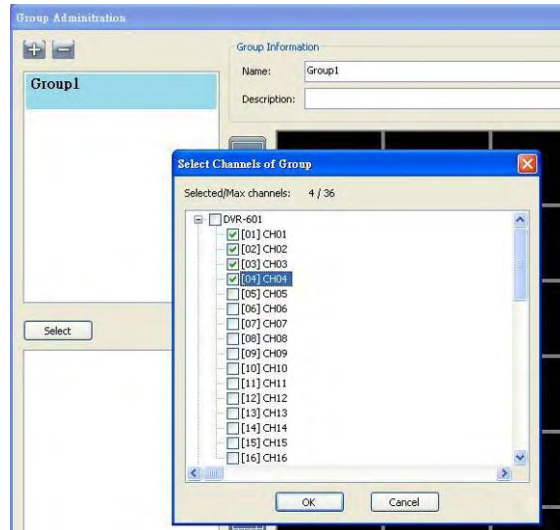 Group Adminitration
Group Information
Name: Group1
Group1
Description:
Select Channels of Group
Selected/Max channels: 4 / 36
DVR-601
[01] CH01
[02] CH02
[03] CH03
[04] CH04
[05] CH05
[06] CH06
[07] CH07
[08] CH08
[09] CH09
[10] CH10
[11] CH11
[12] CH12
[13] CH13
[14] CH14
[15] CH15
[16] CH16
Select
OK Cancel